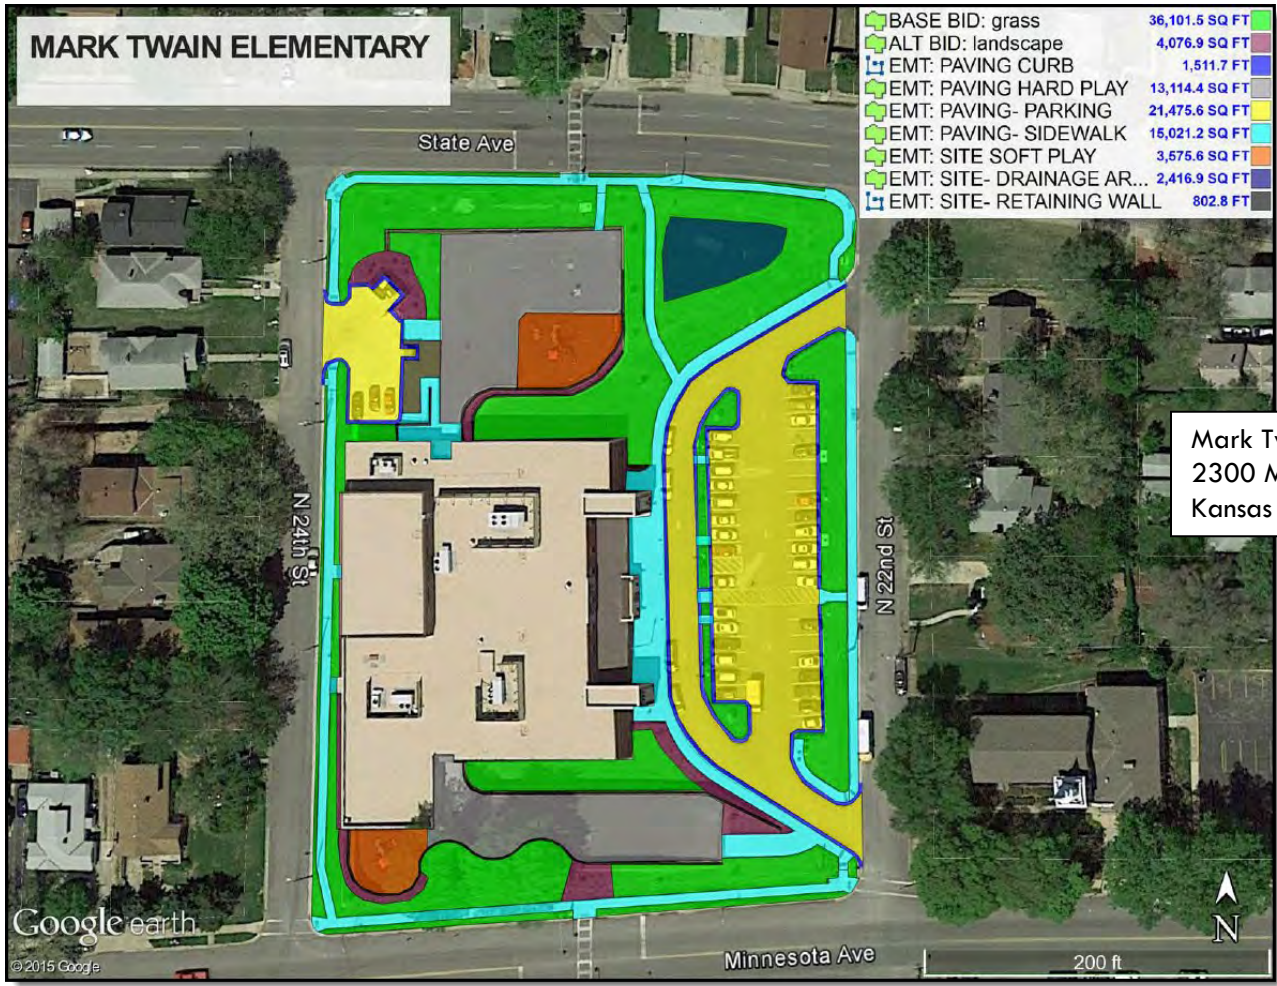 MARK TWAIN ELEMENTARY
BASE BID: grass 36,101.5 SQ FT
ALT BID: landscape 4,076.9 SQ FT
EMT: PAVING CURB 1,511.7 FT
EMT: PAVING HARD PLAY 13,114.4 SQ FT
EMT: PAVING- PARKING 21,475.6 SQ FT
EMT: PAVING- SIDEWALK 15,021.2 SQ FT
EMT: SITE SOFT PLAY 3,575.6 SQ FT
EMT: SITE- DRAINAGE AR... 2,416.9 SQ FT
EMT: SITE- RETAINING WALL 802.8 FT
State Ave
N 24th St
N 22nd St
Mark Tw
2300 M
Kansas
Google earth
© 2015 Google
Minnesota Ave
N
200 ft